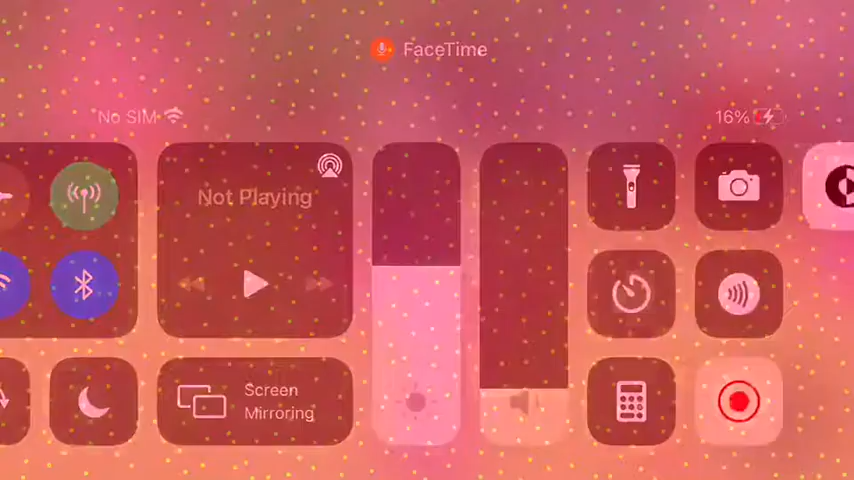 FaceTime
No SIM
16%
Not Playing
Screen
Mirroring